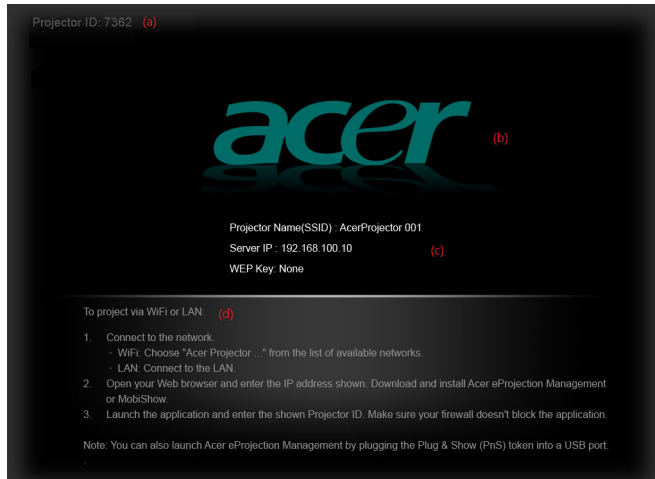 Projector ID: 7362 (a)
acer (b)
Projector Name(SSID) : AcerProjector 001
Server IP : 192.168.100.10 (c)
WEP Key: None
To project via WiFi or LAN: (d)
1. Connect to the network.
◦ WiFi: Choose "Acer Projector ..." from the list of available networks.
◦ LAN: Connect to the LAN.
2. Open your Web browser and enter the IP address shown. Download and install Acer eProjection Management
or MobiShow.
3. Launch the application and enter the shown Projector ID. Make sure your firewall doesn't block the application.
Note: You can also launch Acer eProjection Management by plugging the Plug & Show (PnS) token into a USB port.